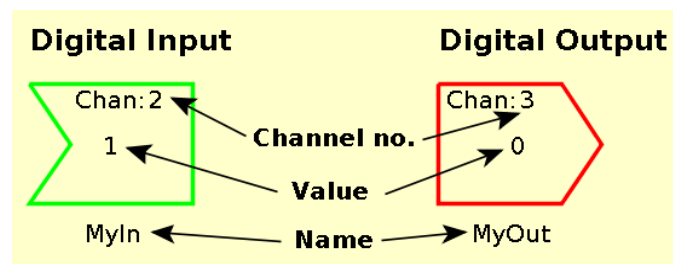 Digital Input
Digital Output
Chan: 2
Chan: 3
Channel no.
1
0
Value
MyIn
Name
MyOut